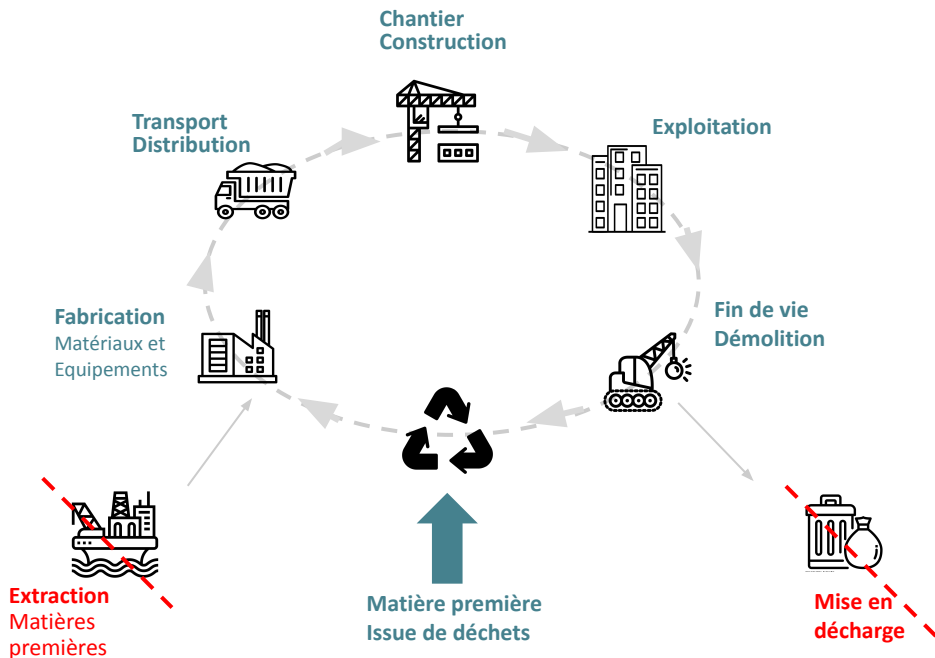 Chantier
Construction
Transport
Distribution
Exploitation
Fabrication
Matériaux et
Equipements
Fin de vie
Démolition
Extraction
Matières
premières
Matière première
Issue de déchets
Mise en
décharge